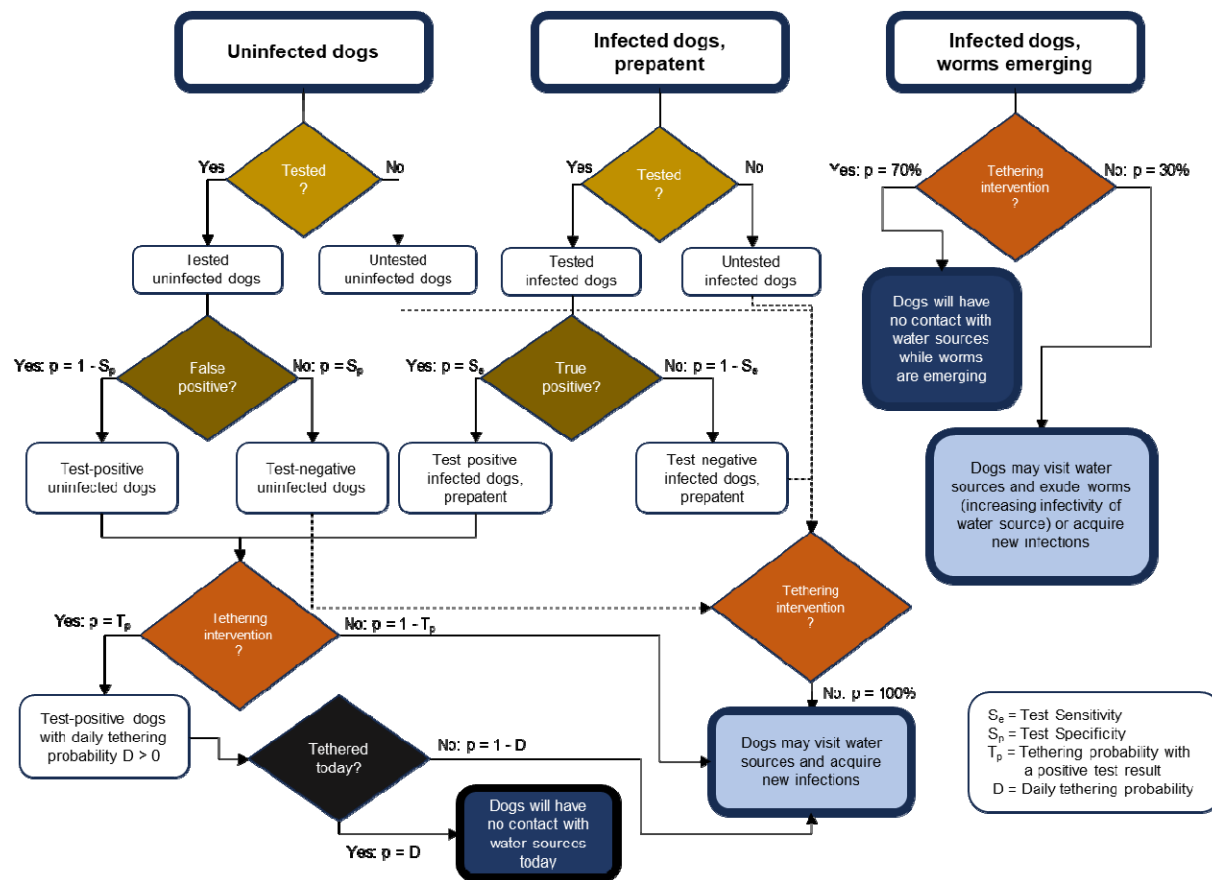 Uninfected dogs
Infected dogs,
prepatent
Infected dogs,
worms emerging
Yes
Tested
?
No
Yes
Tested
?
No
Yes: p = 70%
Tethering
intervention
?
No: p = 30%
Tested
uninfected dogs
Untested
uninfected dogs
Tested
infected dogs
Untested
infected dogs
Dogs will have
no contact with
water sources
while worms
are emerging
Yes: p = 1 - Sp
False
positive?
No: p = Sp
Yes: p = Se
True
positive?
No: p = 1 - Se
Test-positive
uninfected dogs
Test-negative
uninfected dogs
Test positive
infected dogs,
prepatent
Test negative
infected dogs,
prepatent
Dogs may visit water
sources and exude worms
(increasing infectivity of
water source) or acquire
new infections
Yes: p = Tp
Tethering
intervention
?
No: p = 1 - Tp
Tethering
intervention
?
No. p = 100%
Test-positive dogs
with daily tethering
probability D > 0
Tethered
today?
No: p = 1 - D
Yes: p = D
Dogs will have
no contact with
water sources
today
Dogs may visit water
sources and acquire
new infections
Se = Test Sensitivity
Sp = Test Specificity
Tp = Tethering probability with
a positive test result
D = Daily tethering probability